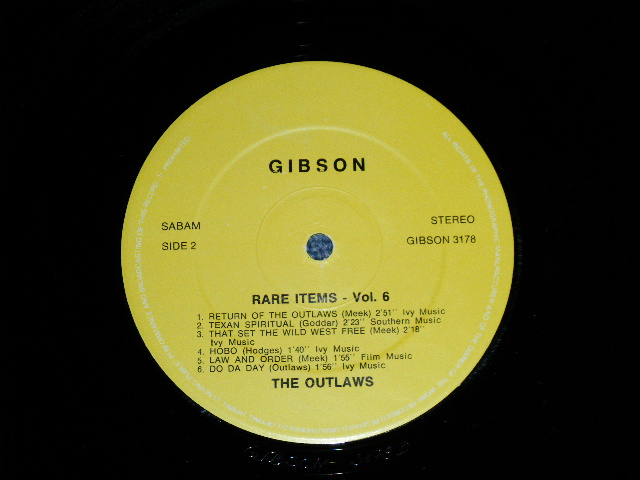 GIBSON
SABAM
STEREO
SIDE 2
GIBSON 3178
RARE ITEMS - Vol. 6
1. RETURN OF THE OUTLAWS (Meek) 2'51'' Ivy Music
2. TEXAN SPIRITUAL (Goddar) 2'23'' Southern Music
3. THAT SET THE WILD WEST FREE (Meek) 2'18''
Ivy Music
4. HOBO (Hodges) 1'40'' Ivy Music
5. LAW AND ORDER (Meek) 1'55'' Film Music
6. DO DA DAY (Outlaws) 1'56'' Ivy Music
THE OUTLAWS